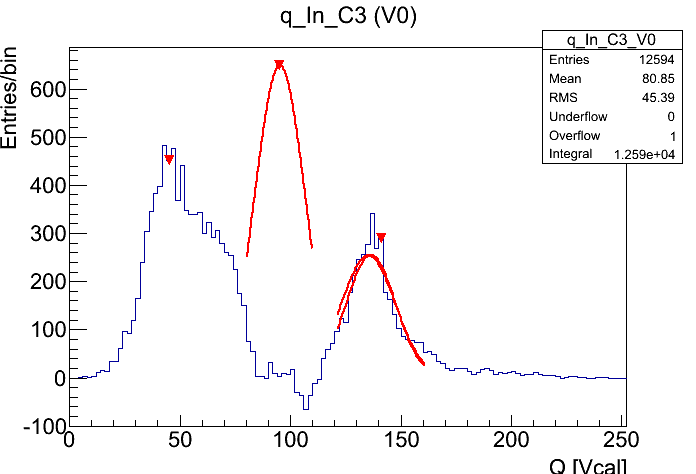 q_In_C3 (V0)
q_In_C3_V0
Entries 12594
Mean 80.85
RMS 45.39
Underflow 0
Overflow 1
Integral 1.259e+04
Entries/bin
600
500
400
300
200
100
0
-100
0 50 100 150 200 250
Q [Vcal]